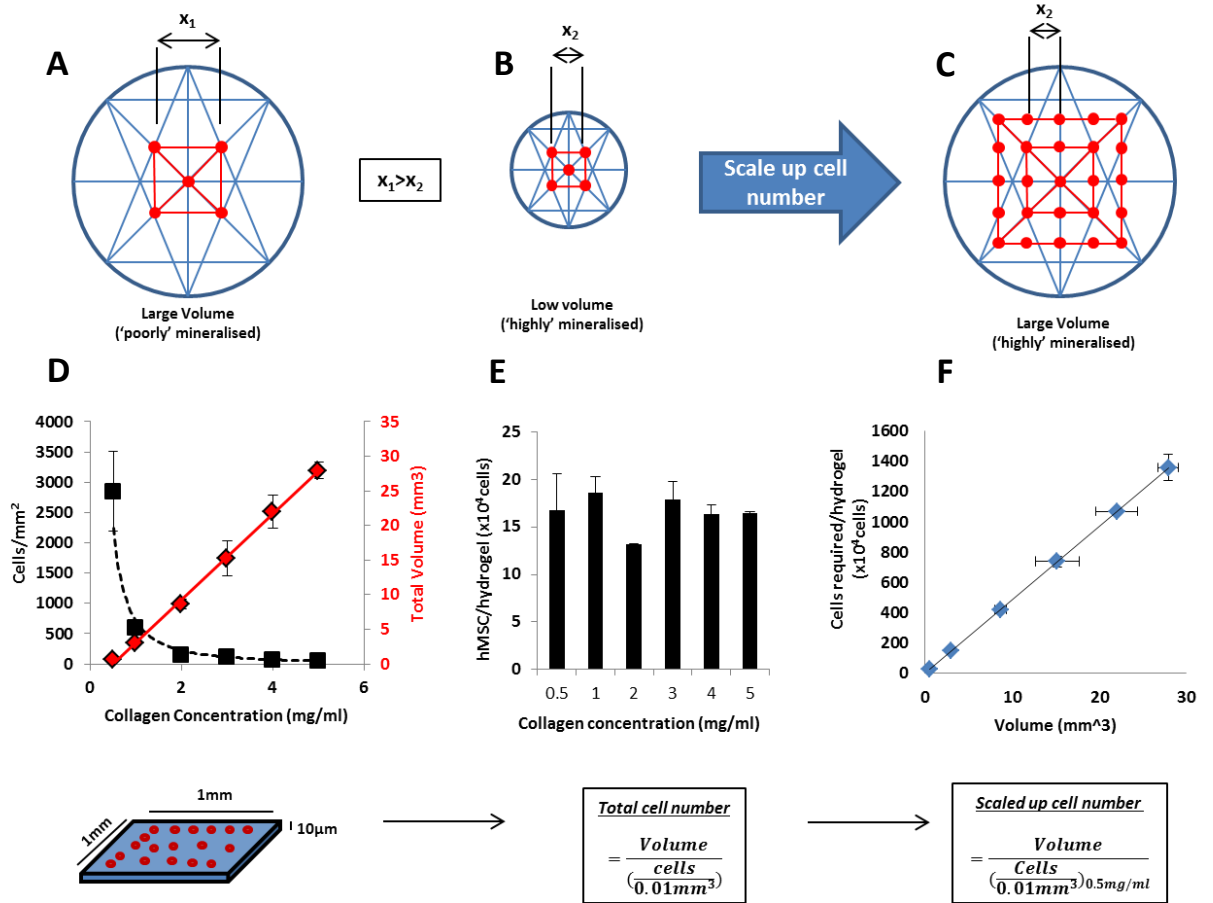 x1
x2
x2
A
B
C
x1>x2
Scale up cell
number
Large Volume
(‘poorly’ mineralised)
Low volume
(‘highly’ mineralised)
Large Volume
(‘highly’ mineralised)
D
4000
3500
3000
2500
2000
1500
1000
500
0
Cells/mm²
35
30
25
20
15
10
5
0
Total Volume (mm3)
0 2 4 6
Collagen Concentration (mg/ml)
E
25
20
15
10
5
0
hMSC/hydrogel (x10⁴cells)
0.5 1 2 3 4 5
Collagen concentration (mg/ml)
F
1600
1400
1200
1000
800
600
400
200
0
Cells required/hydrogel
(x10⁴cells)
0 10 20 30
Volume (mm^3)
1mm
1mm
10µm
Total cell number
= Volume
(cells
0.01mm³)
Scaled up cell number
= Volume
(Cells
0.01mm³)0.5mg/ml